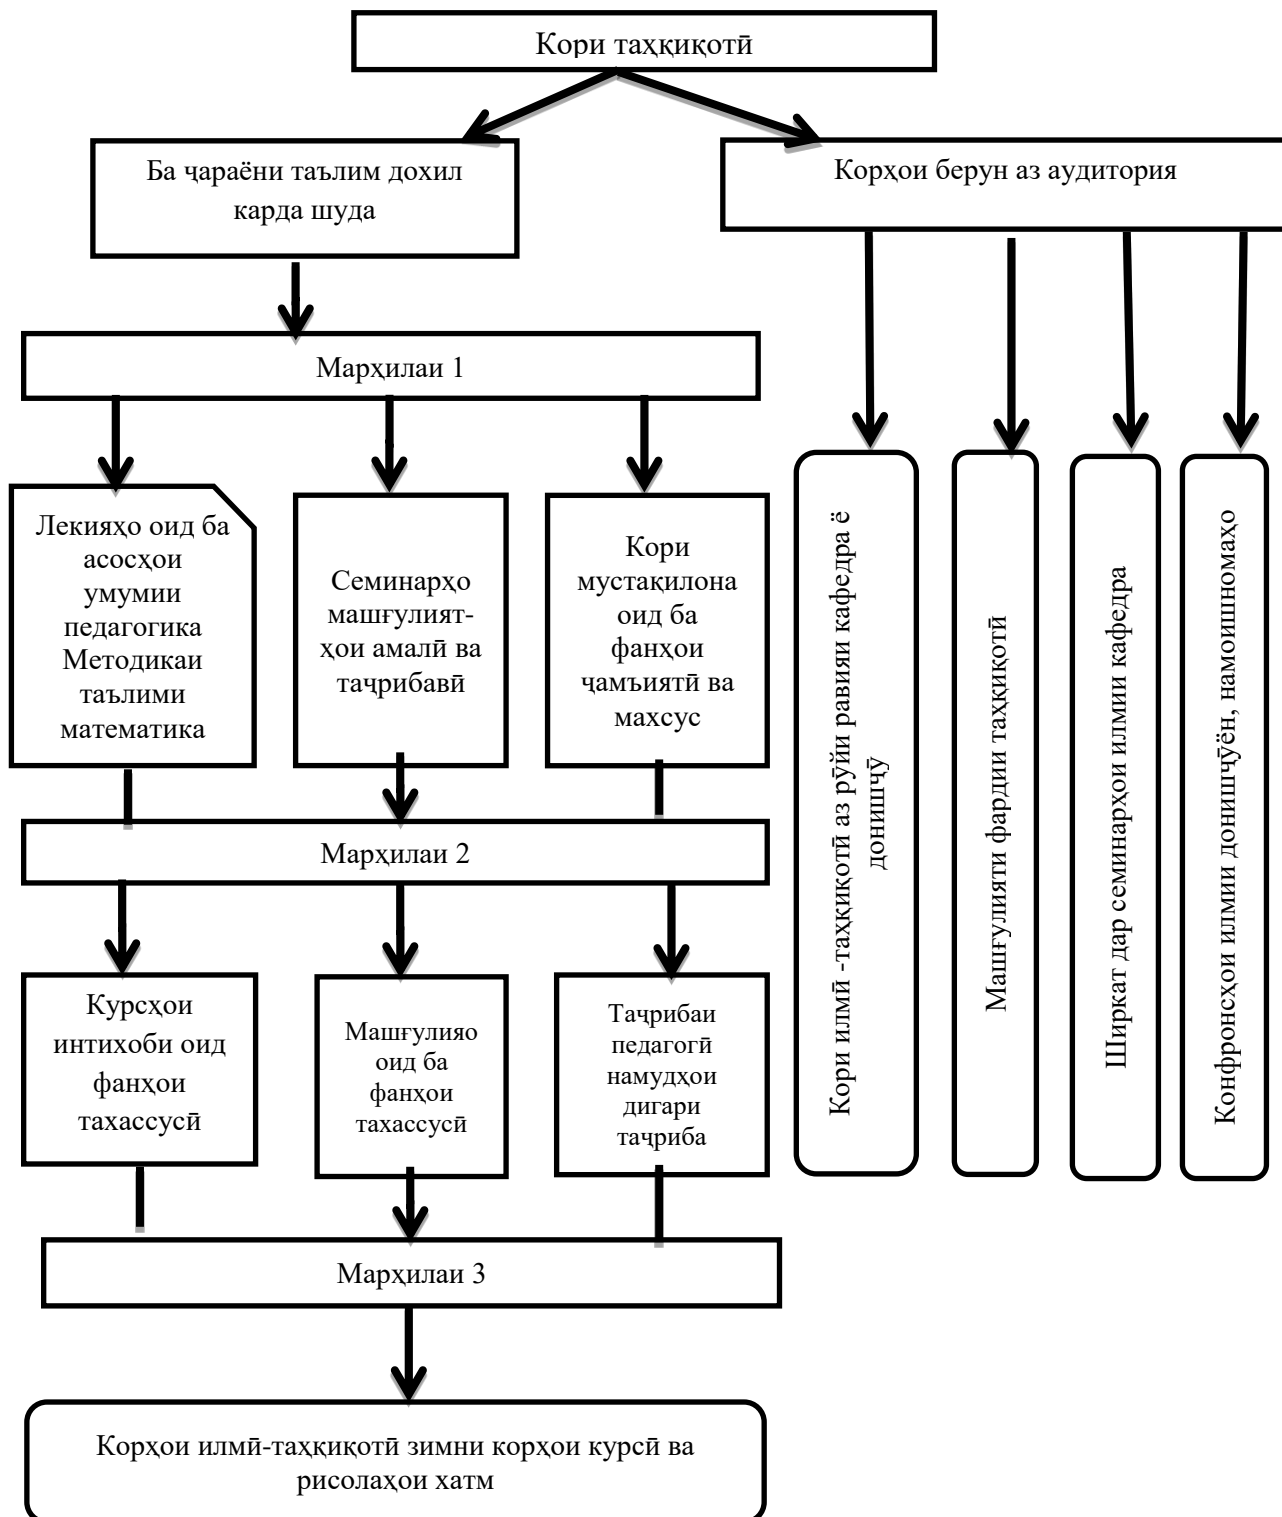 Кори таҳқиқотӣ
Ба ҷараёни таълим дохил
карда шуда
Корҳои берун аз аудитория
Марҳилаи 1
Лекияҳо оид ба
асосҳои
умумии
педагогика
Методикаи
таълими
математика
Семинарҳо
машғулият-
ҳои амалӣ ва
таҷрибавӣ
Кори
мустақилона
оид ба
фанҳои
ҷамъиятӣ ва
махсус
Марҳилаи 2
Курсҳои
интихоби оид
фанҳои
тахассусӣ
Машғулияо
оид ба
фанҳои
тахассусӣ
Таҷрибаи
педагогӣ
намудҳои
дигари
таҷриба
Марҳилаи 3
Корҳои илмӣ-таҳқиқотӣ зимни корҳои курсӣ ва
рисолаҳои хатм
Кори илмӣ -таҳқиқотӣ аз рӯйи равияи кафедра ё
донишҷӯ
Машғулияти фардии таҳқиқотӣ
Ширкат дар семинарҳои илмии кафедра
Конфронсҳои илмии донишҷӯён, намоишномаҳо